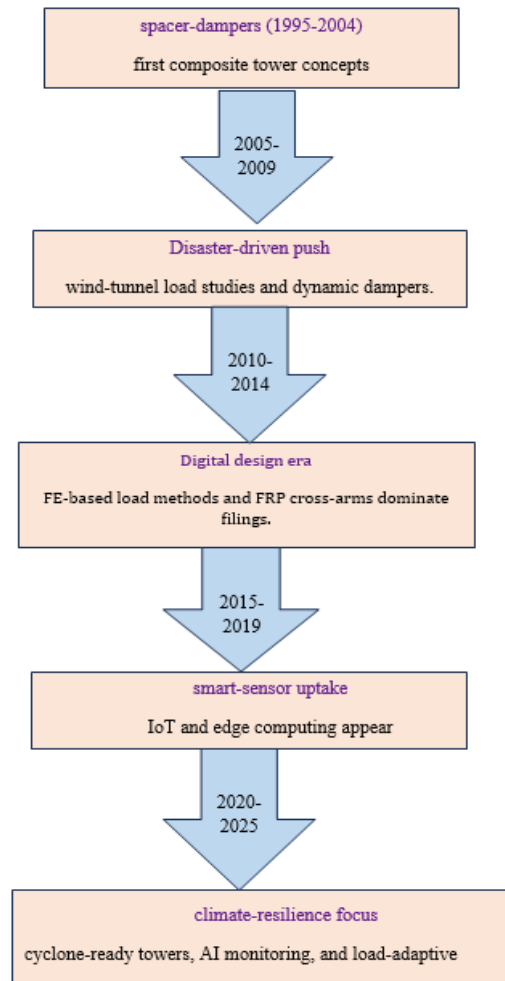 spacer-dampers (1995-2004)
first composite tower concepts
2005-
2009
Disaster-driven push
wind-tunnel load studies and dynamic dampers.
2010-
2014
Digital design era
FE-based load methods and FRP cross-arms dominate
filings.
2015-
2019
smart-sensor uptake
IoT and edge computing appear
2020-
2025
climate-resilience focus
cyclone-ready towers, AI monitoring, and load-adaptive